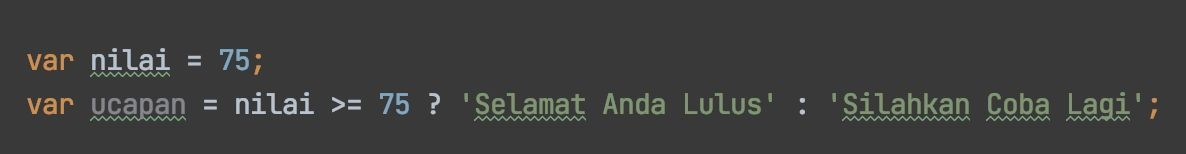 var nilai = 75;
var ucapan = nilai >= 75 ? 'Selamat Anda Lulus' : 'Silahkan Coba Lagi';